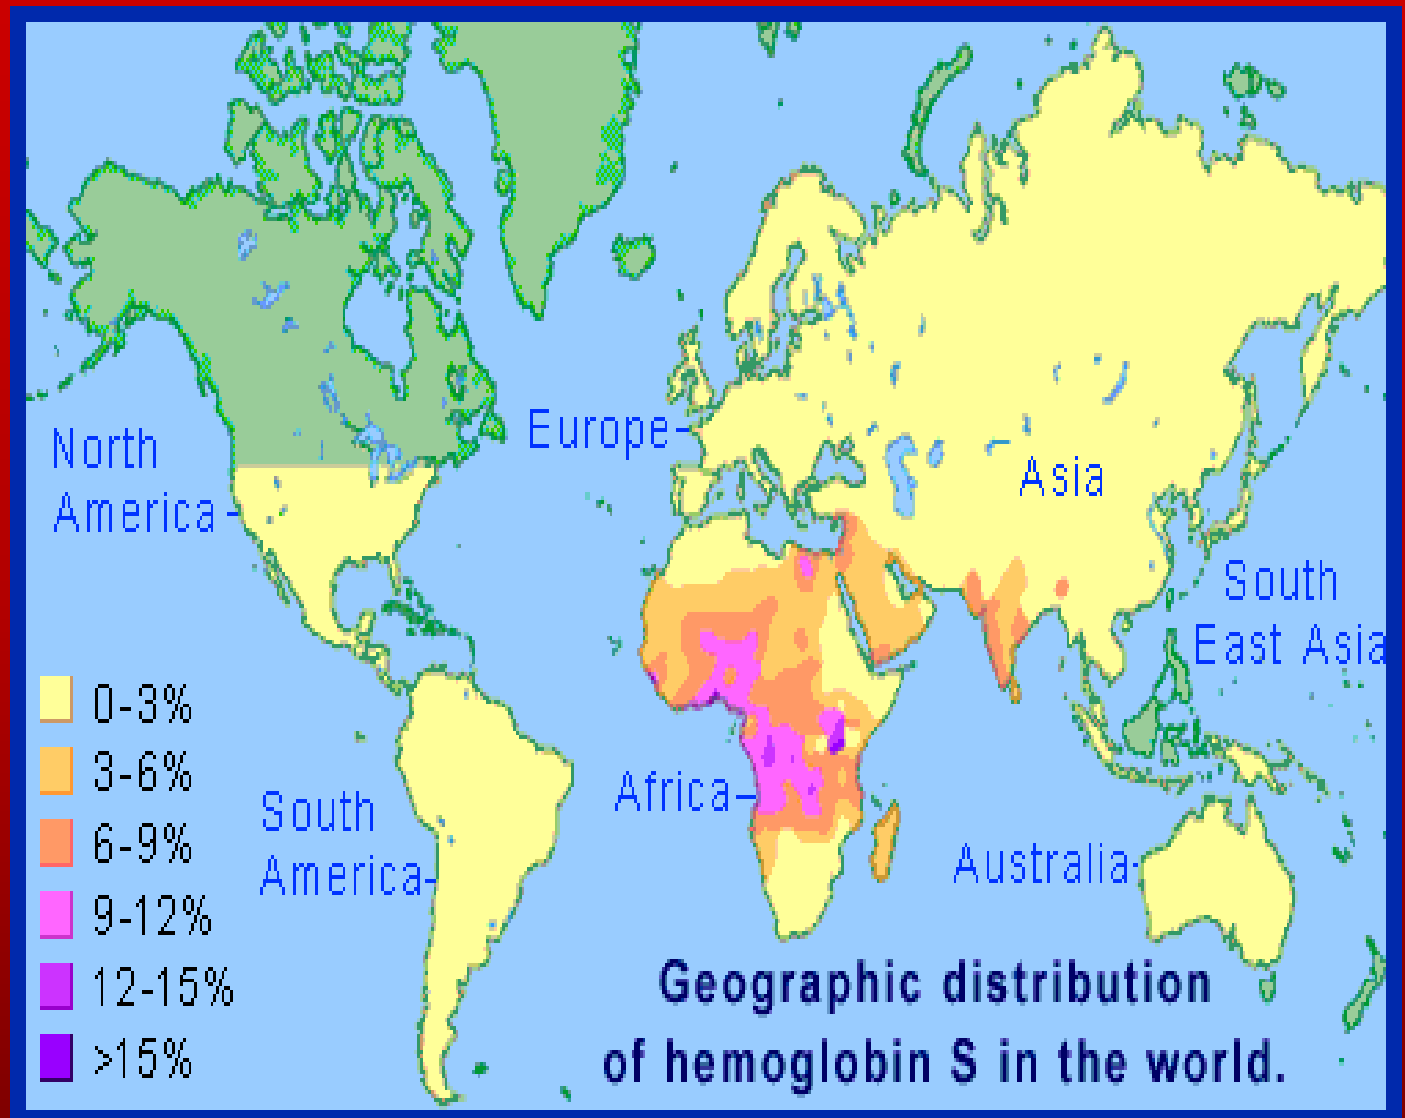 North
America
Europe
Asia
South
East Asia
0-3%
3-6%
6-9%
9-12%
12-15%
>15%
South
America
Africa
Australia
Geographic distribution
of hemoglobin S in the world.